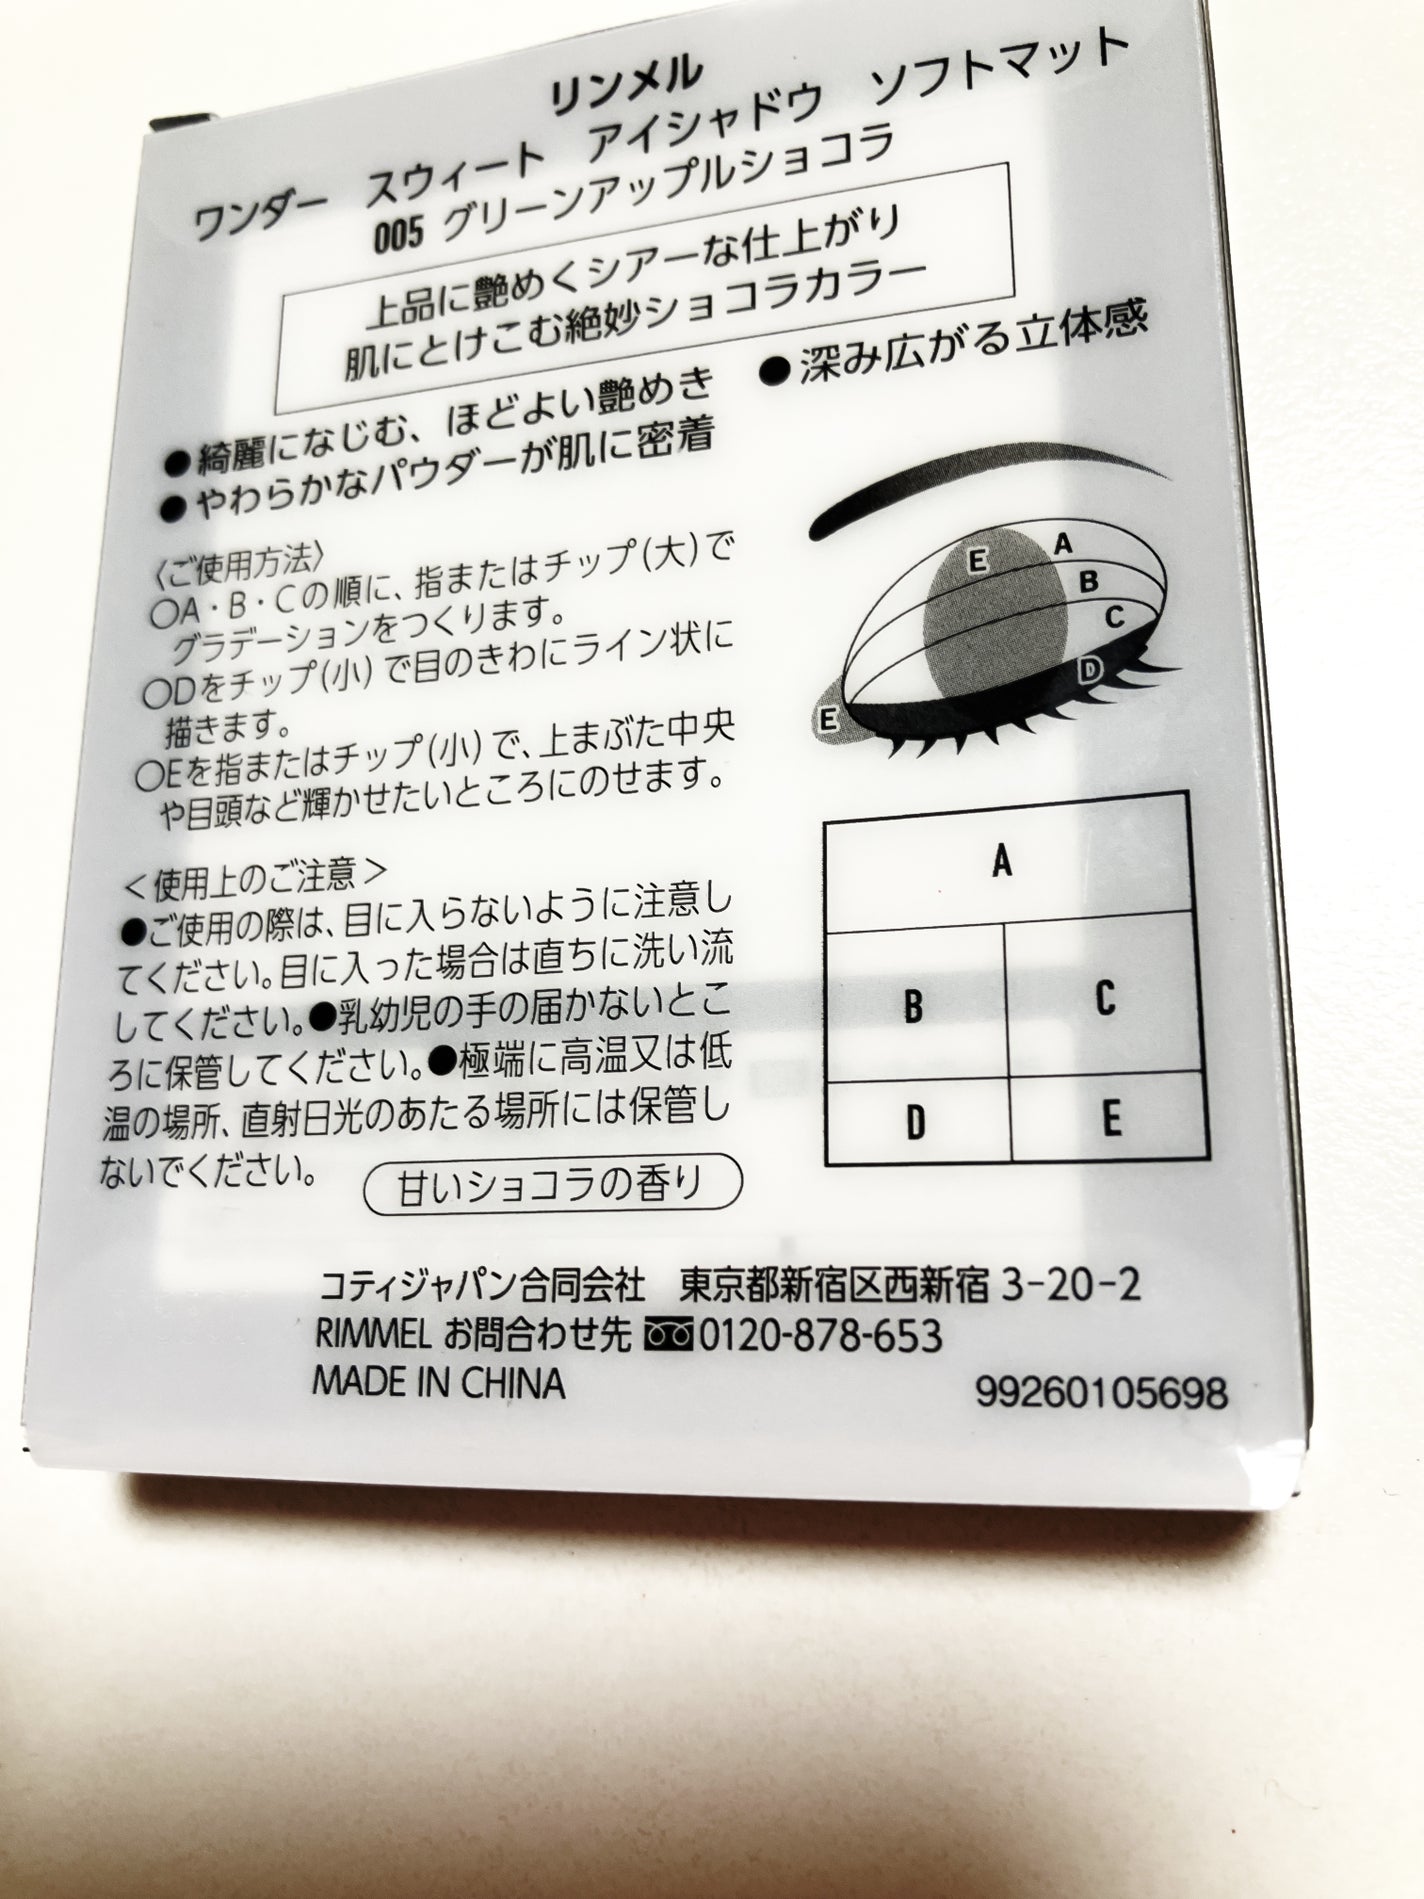 リンメル
ワンダー スウィート アイシャドウ ソフトマット
005 グリーンアップルショコラ
上品に艶めくシアーな仕上がり
肌にとけこむ絶妙ショコラカラー
●綺麗になじむ、ほどよい艶めき
●深み広がる立体感
●やわらかなパウダーが肌に密着
〈ご使用方法〉
○A・B・Cの順に、指またはチップ(大)で
グラデーションをつくります。
○Dをチップ(小)で目のきわにライン状に
描きます。
○Eを指またはチップ(小)で、上まぶた中央
や目頭など輝かせたいところにのせます。
E
A
B
C
D
E
A
B C
D E
<使用上のご注意>
●ご使用の際は、目に入らないように注意し
てください。目に入った場合は直ちに洗い流
してください。●乳幼児の手の届かないとこ
ろに保管してください。●極端に高温又は低
温の場所、直射日光のあたる場所には保管し
ないでください。
甘いショコラの香り
コティジャパン合同会社 東京都新宿区西新宿 3-20-2
RIMMEL お問合わせ先 0120-878-653
MADE IN CHINA
99260105698